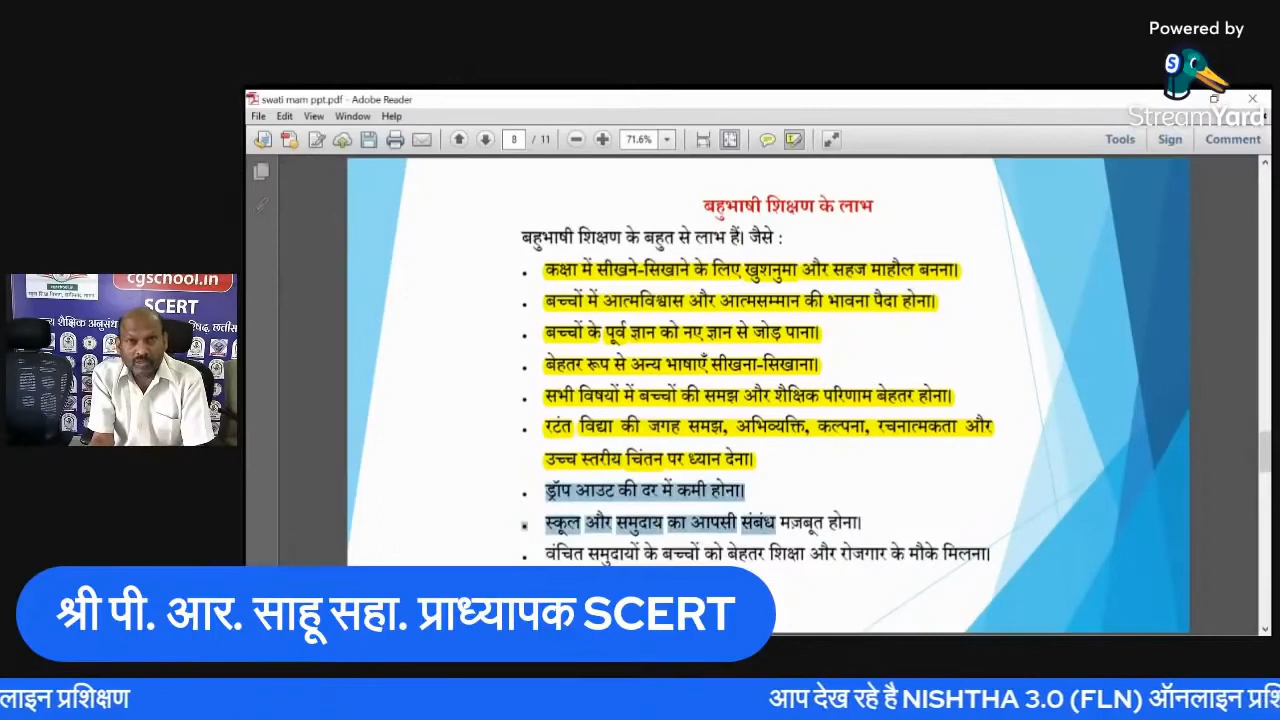 Powered by
StreamYard
swati mam ppt.pdf - Adobe Reader
File Edit View Window Help
8 / 11 71.6% Tools Sign Comment
बहुभाषी शिक्षण के लाभ
बहुभाषी शिक्षण के बहुत से लाभ हैं। जैसे :
• कक्षा में सीखने-सिखाने के लिए खुशनुमा और सहज माहौल बनना।
• बच्चों में आत्मविश्वास और आत्मसम्मान की भावना पैदा होना।
• बच्चों के पूर्व ज्ञान को नए ज्ञान से जोड़ पाना।
• बेहतर रूप से अन्य भाषाएँ सीखना-सिखाना।
• सभी विषयों में बच्चों की समझ और शैक्षिक परिणाम बेहतर होना।
• रटंत विद्या की जगह समझ, अभिव्यक्ति, कल्पना, रचनात्मकता और
उच्च स्तरीय चिंतन पर ध्यान देना।
• ड्रॉप आउट की दर में कमी होना।
• स्कूल और समुदाय का आपसी संबंध मज़बूत होना।
• वंचित समुदायों के बच्चों को बेहतर शिक्षा और रोजगार के मौके मिलना।
cgschool.in
SCERT
श्री पी. आर. साहू सहा. प्राध्यापक SCERT
लाइन प्रशिक्षण आप देख रहे है NISHTHA 3.0 (FLN) ऑनलाइन प्रशि